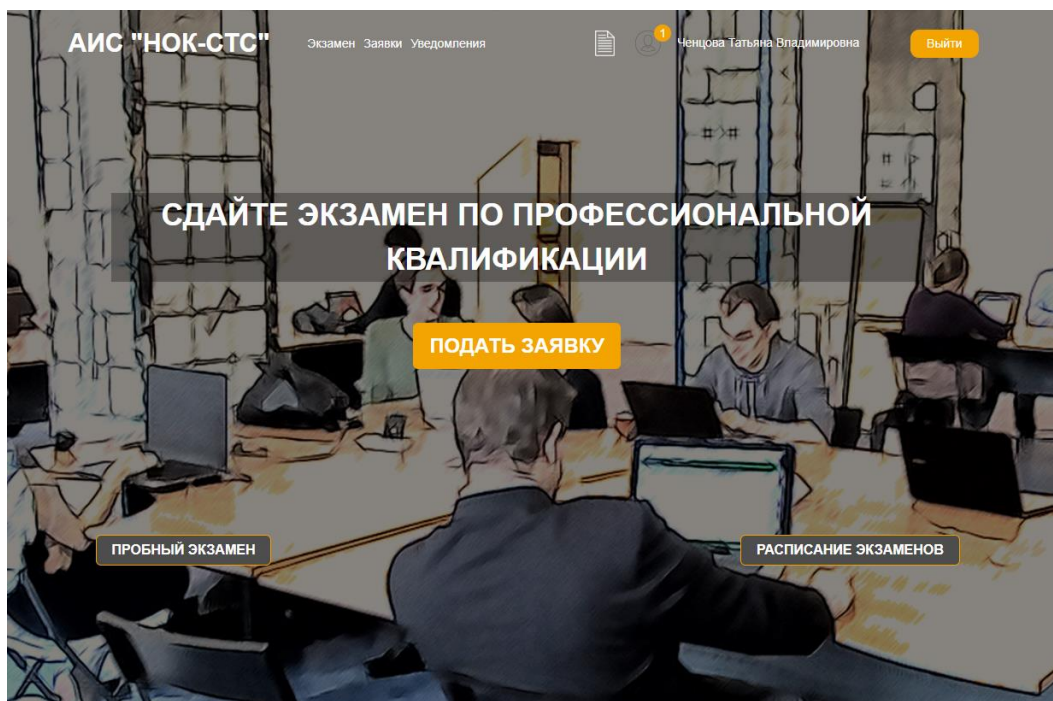 АИС "НОК-СТС"
Экзамен Заявки Уведомления
1
Ченцова Татьяна Владимировна
Выйти
СДАЙТЕ ЭКЗАМЕН ПО ПРОФЕССИОНАЛЬНОЙ
КВАЛИФИКАЦИИ
ПОДАТЬ ЗАЯВКУ
ПРОБНЫЙ ЭКЗАМЕН
РАСПИСАНИЕ ЭКЗАМЕНОВ